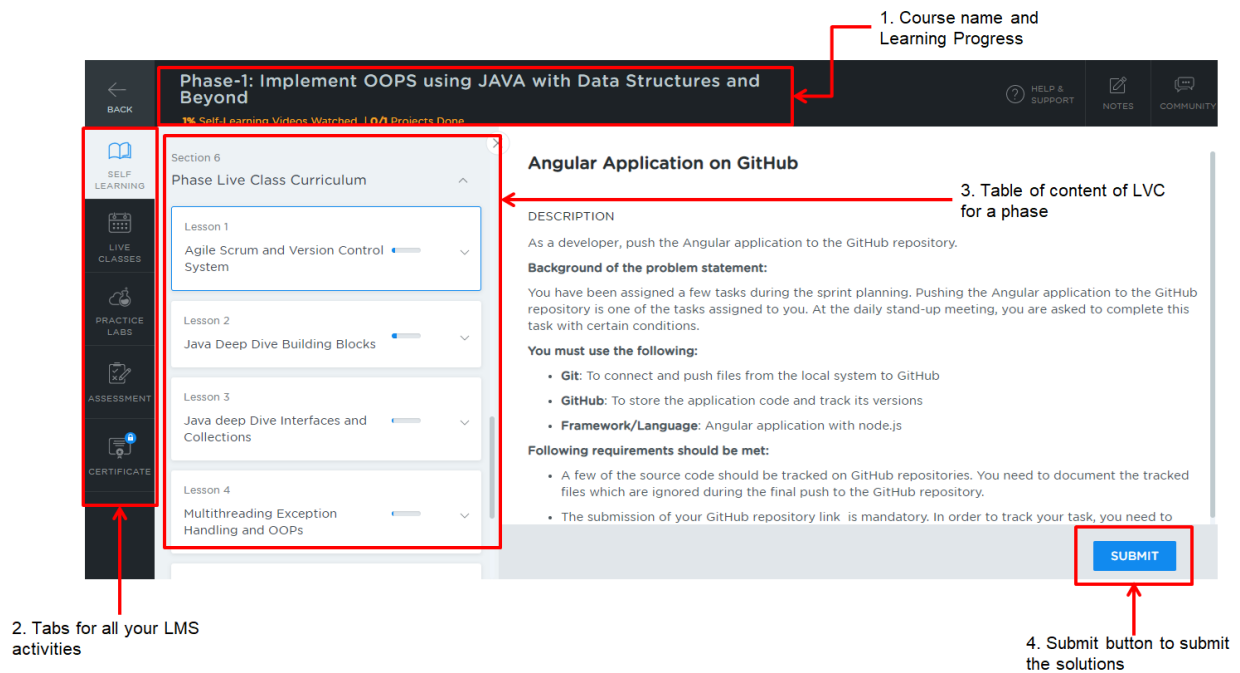 1. Course name and
Learning Progress
BACK
Phase-1: Implement OOPS using JAVA with Data Structures and
Beyond
1% Self-Learning Videos Watched | 0/1 Projects Done
HELP &
SUPPORT
NOTES
COMMUNITY
SELF
LEARNING
LIVE
CLASSES
PRACTICE
LABS
ASSESSMENT
CERTIFICATE
Section 6
Phase Live Class Curriculum
Lesson 1
Agile Scrum and Version Control
System
Lesson 2
Java Deep Dive Building Blocks
Lesson 3
Java deep Dive Interfaces and
Collections
Lesson 4
Multithreading Exception
Handling and OOPs
Angular Application on GitHub
3. Table of content of LVC
for a phase
DESCRIPTION
As a developer, push the Angular application to the GitHub repository.
Background of the problem statement:
You have been assigned a few tasks during the sprint planning. Pushing the Angular application to the GitHub
repository is one of the tasks assigned to you. At the daily stand-up meeting, you are asked to complete this
task with certain conditions.
You must use the following:
• Git: To connect and push files from the local system to GitHub
• GitHub: To store the application code and track its versions
• Framework/Language: Angular application with node.js
Following requirements should be met:
• A few of the source code should be tracked on GitHub repositories. You need to document the tracked
files which are ignored during the final push to the GitHub repository.
• The submission of your GitHub repository link is mandatory. In order to track your task, you need to
SUBMIT
2. Tabs for all your LMS
activities
4. Submit button to submit
the solutions